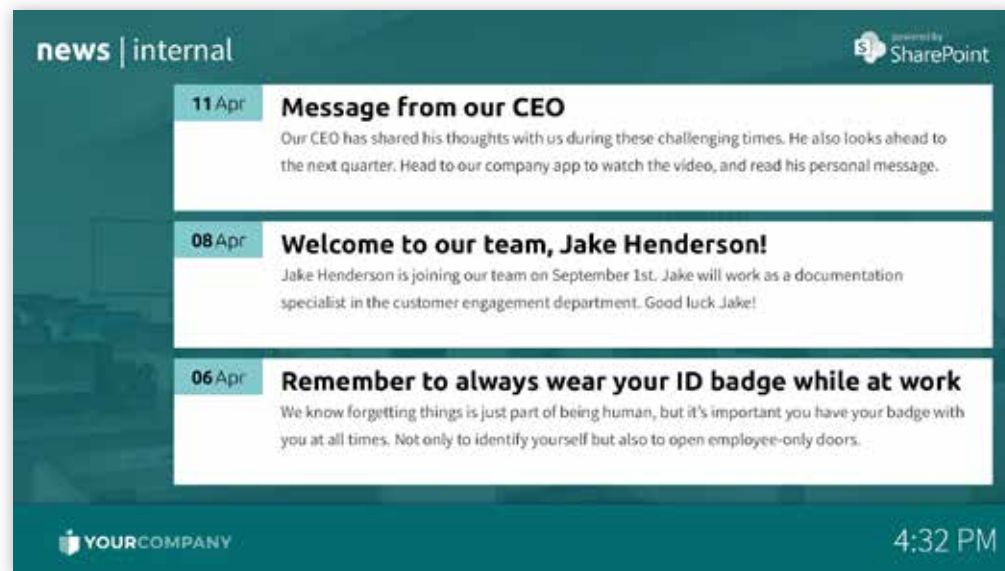 news | internal
powered by
SharePoint
11 Apr
Message from our CEO
Our CEO has shared his thoughts with us during these challenging times. He also looks ahead to
the next quarter. Head to our company app to watch the video, and read his personal message.
08 Apr
Welcome to our team, Jake Henderson!
Jake Henderson is joining our team on September 1st. Jake will work as a documentation
specialist in the customer engagement department. Good luck Jake!
06 Apr
Remember to always wear your ID badge while at work
We know forgetting things is just part of being human, but it's important you have your badge with
you at all times. Not only to identify yourself but also to open employee-only doors.
YOURCOMPANY
4:32 PM